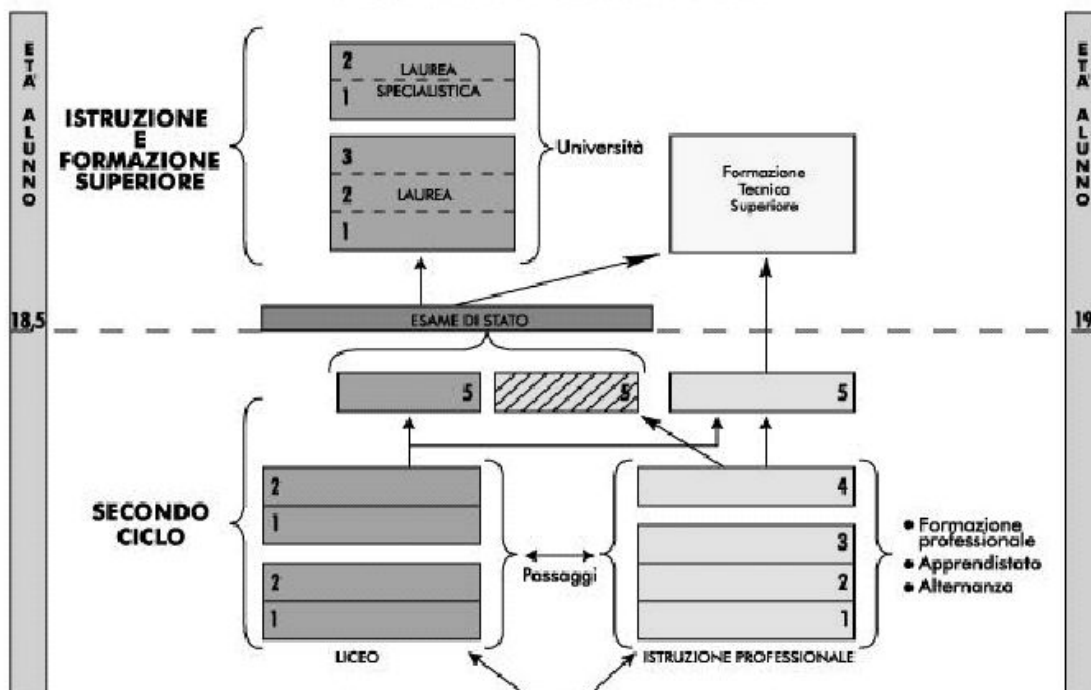 ETÀ ALUNNO
ETÀ ALUNNO
ISTRUZIONE
E
FORMAZIONE
SUPERIORE
2
LAUREA
SPECIALISTICA
1
3
2 LAUREA
1
Università
Formazione
Tecnica
Superiore
18,5
ESAME DI STATO
19
5
5
5
SECONDO
CICLO
2
1
2
1
LICEO
Passaggi
4
3
2
1
ISTRUZIONE PROFESSIONALE
• Formazione
professionale
• Apprendistato
• Alternanza